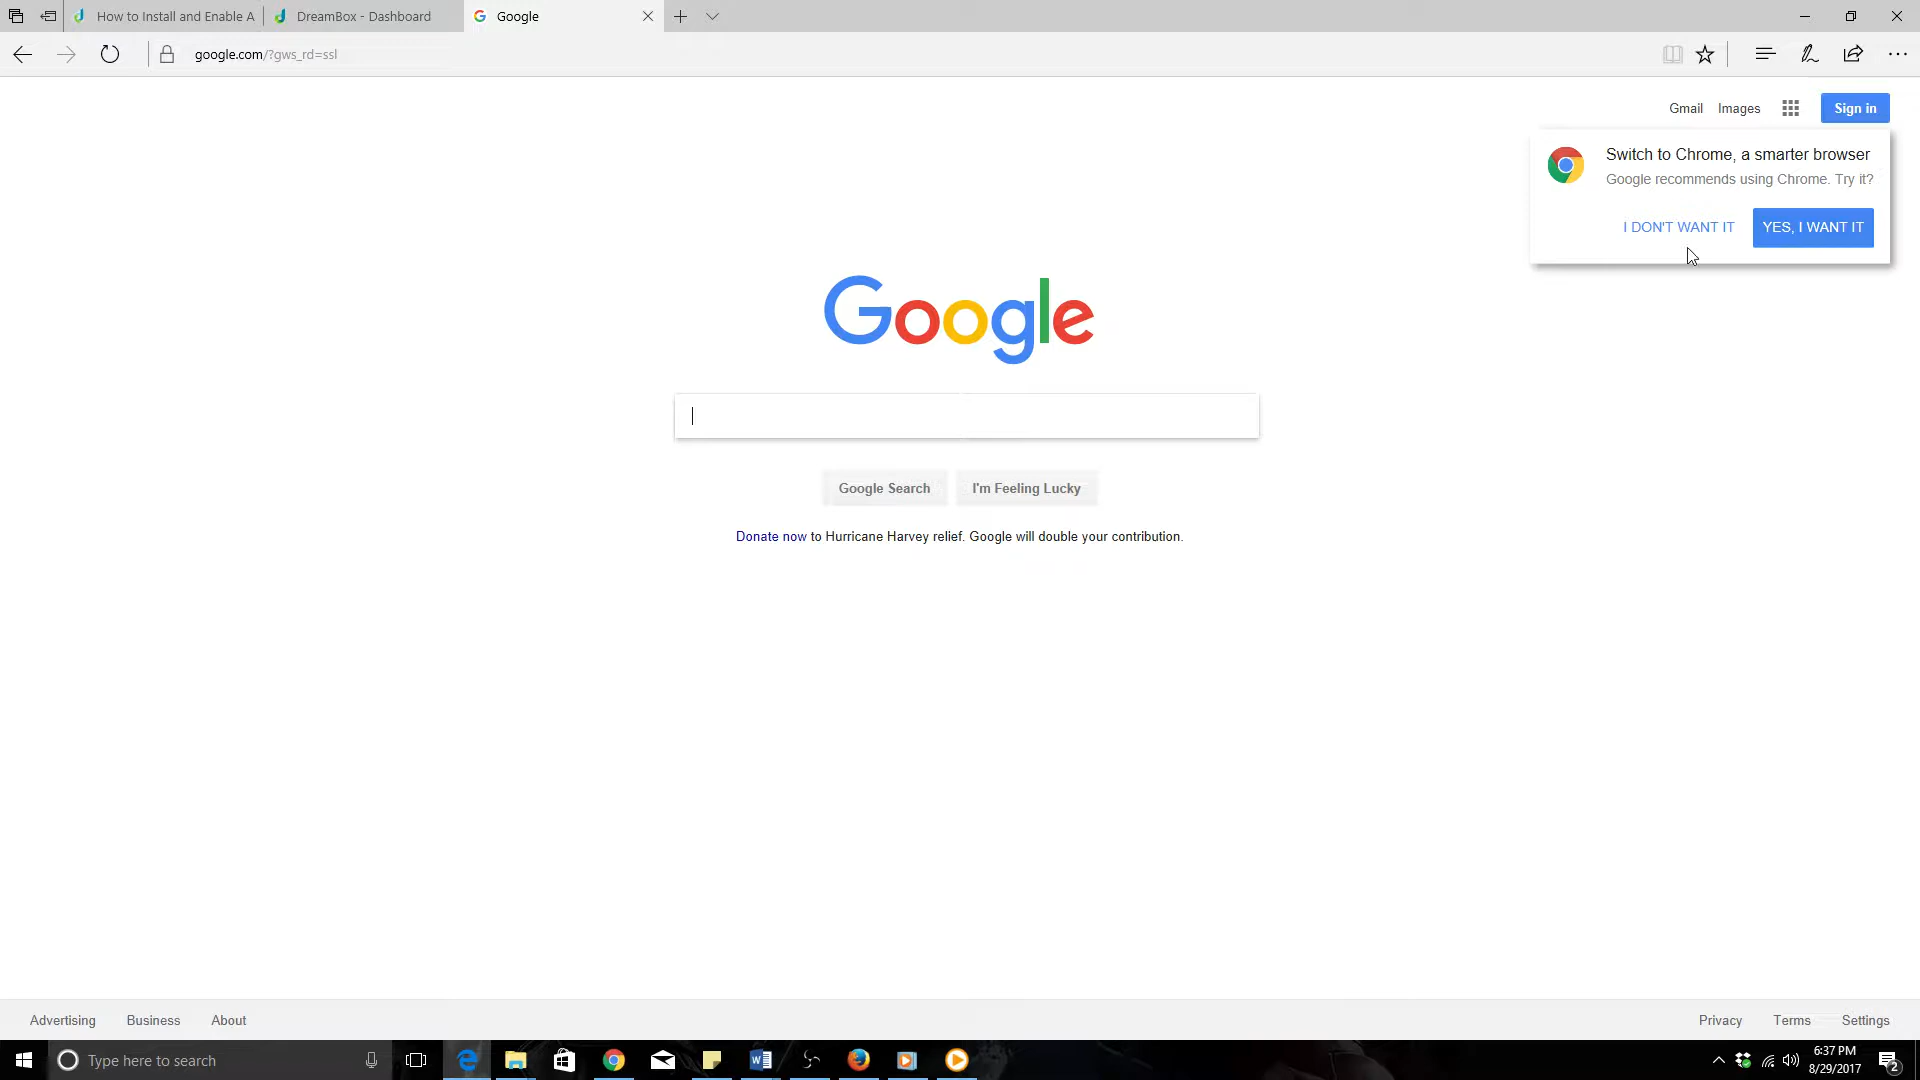 How to Install and Enable A
DreamBox - Dashboard
Google
google.com/?gws_rd=ssl
Gmail Images Sign in
Switch to Chrome, a smarter browser
Google recommends using Chrome. Try it?
I DON'T WANT IT YES, I WANT IT
Google
Google Search I'm Feeling Lucky
Donate now to Hurricane Harvey relief. Google will double your contribution.
Advertising Business About Privacy Terms Settings
Type here to search
6:37 PM
8/29/2017
2